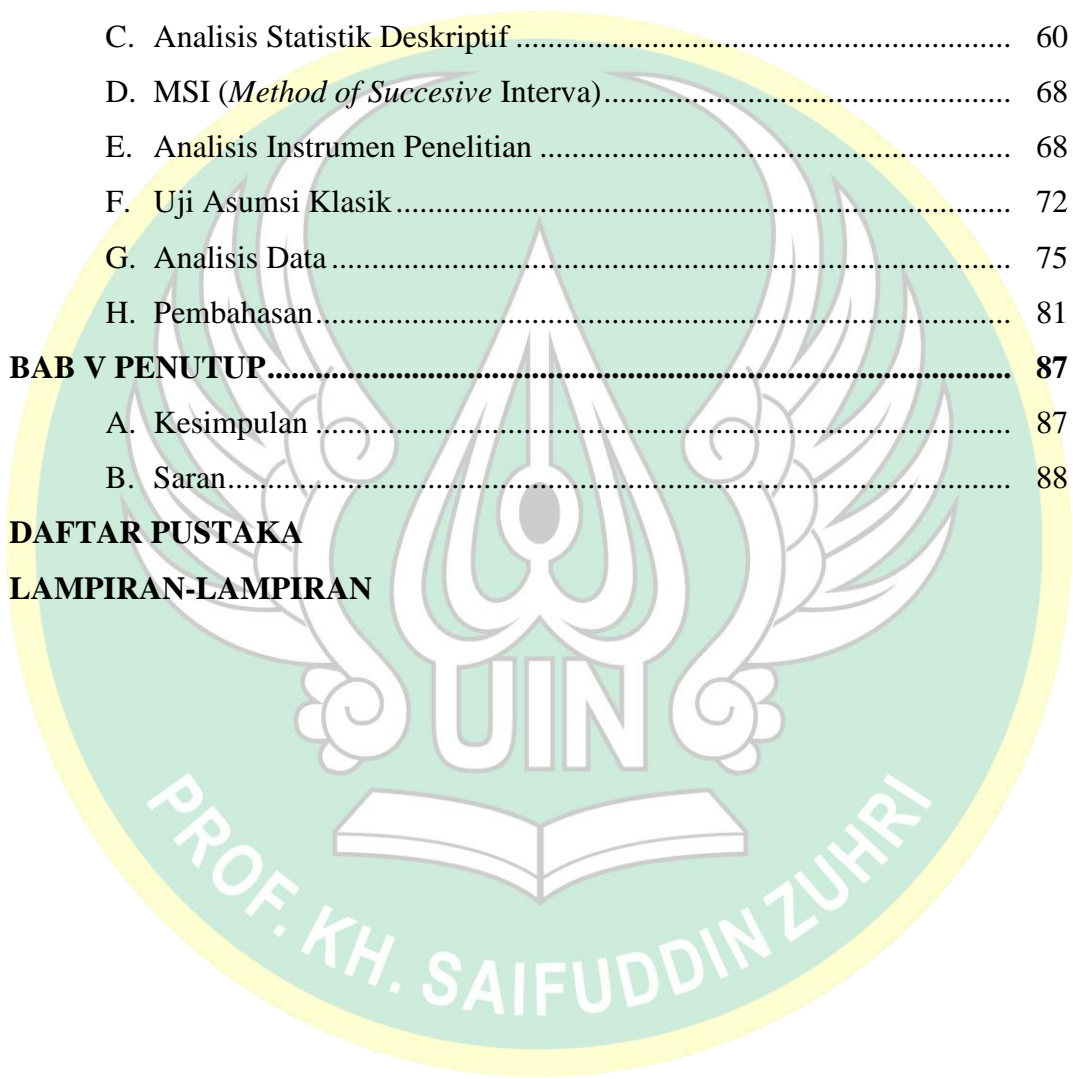 C. Analisis Statistik Deskriptif ..................................................................... 60
D. MSI (Method of Succesive Interva)............................................................. 68
E. Analisis Instrumen Penelitian .................................................................. 68
F. Uji Asumsi Klasik...................................................................................... 72
G. Analisis Data .............................................................................................. 75
H. Pembahasan................................................................................................. 81
BAB V PENUTUP....................................................................................................... 87
A. Kesimpulan ................................................................................................. 87
B. Saran............................................................................................................. 88
DAFTAR PUSTAKA
LAMPIRAN-LAMPIRAN
UIN
PROF. KH. SAIFUDDIN ZUHRI